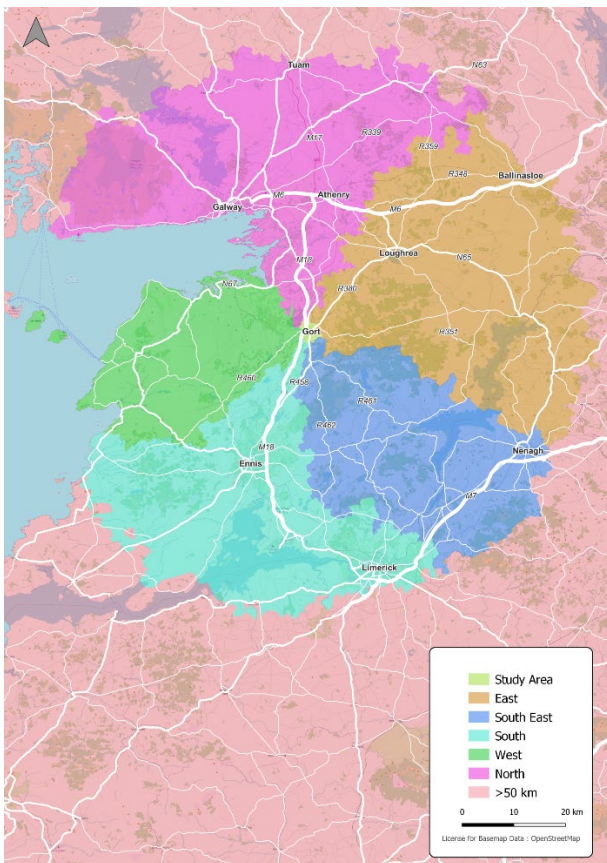 Tuam
N63
M17
R339
R359
R348
Ballinasloe
M6
Athenry
M6
Galway
Loughrea
N65
M18
N67
R380
Gort
R351
R460
R458
R461
R462
M18
Ennis
Nenagh
M7
Limerick
Study Area
East
South East
South
West
North
>50 km
0 10 20 km
License for Basemap Data : OpenStreetMap